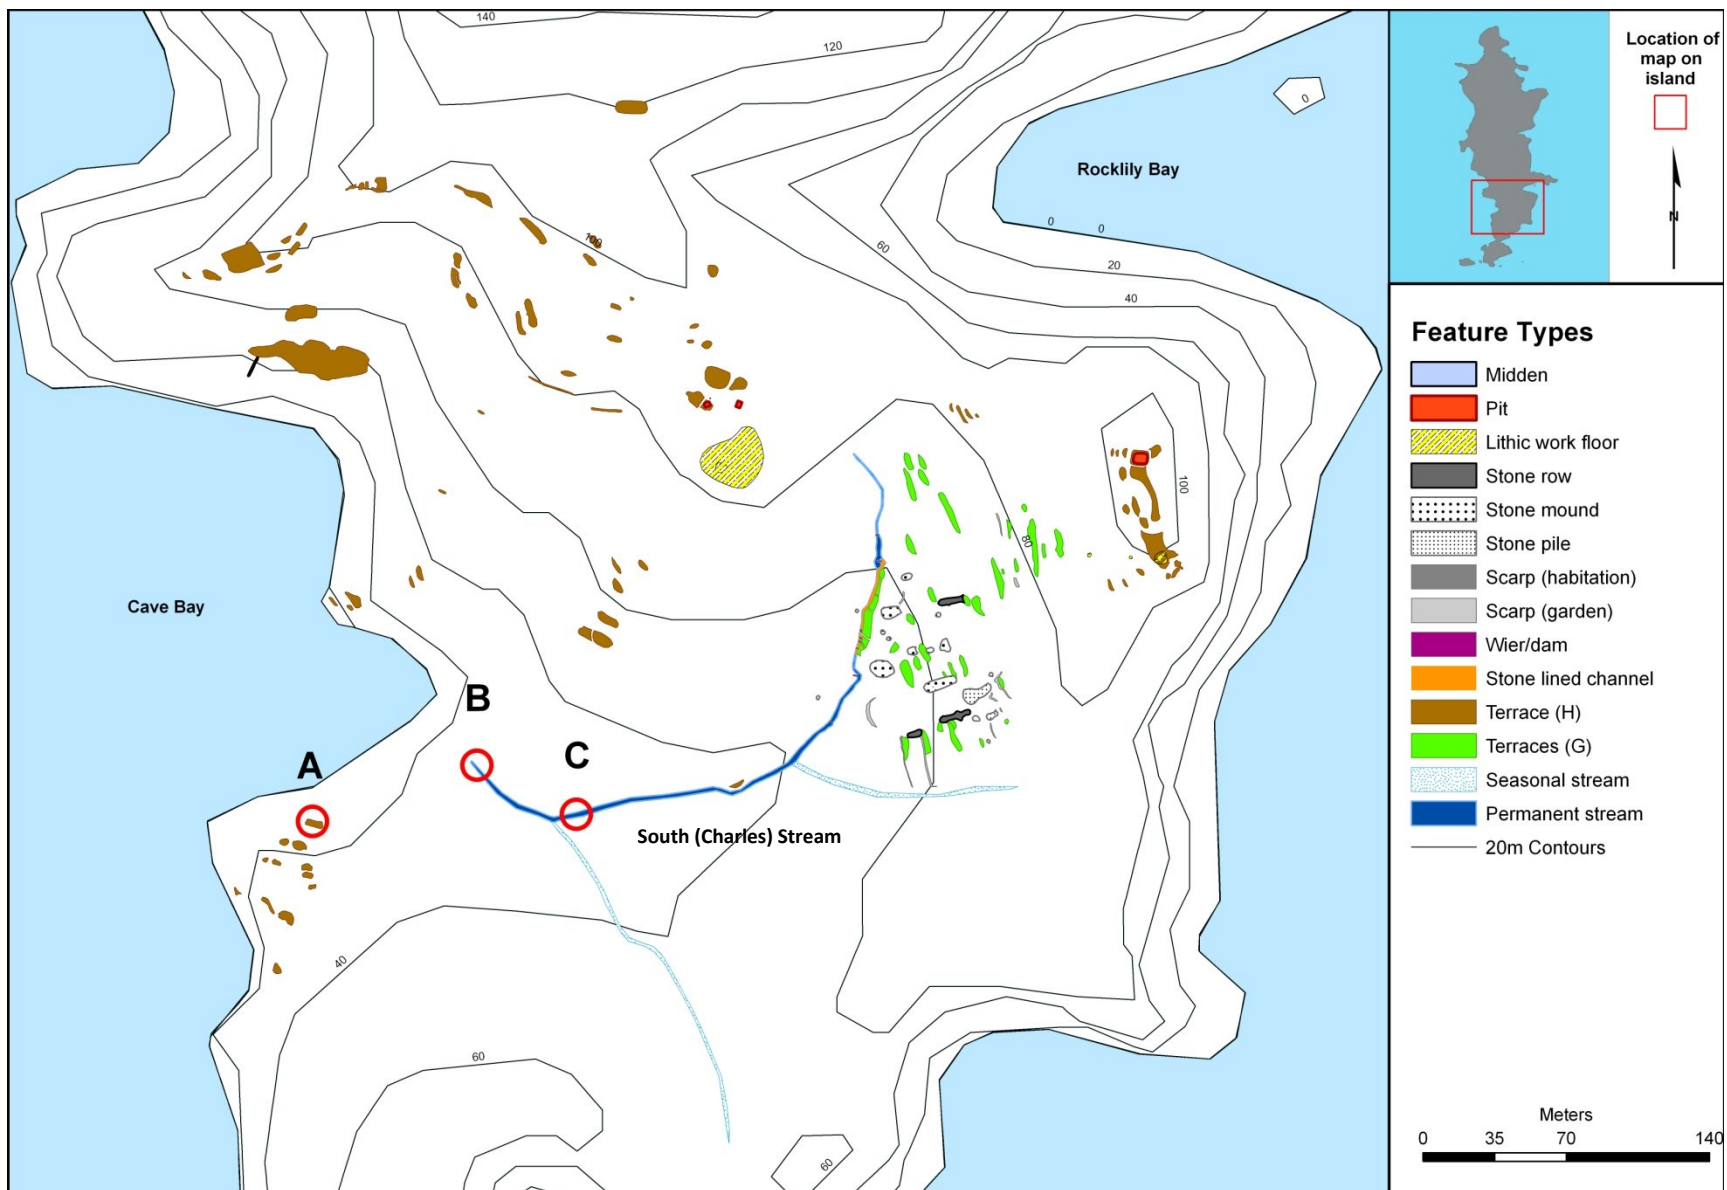 140
120
0
Rocklily Bay
0
0
60
20
40
100
100
80
Cave Bay
B
C
A
South (Charles) Stream
40
60
60
Location of
map on
island
N
Feature Types
Midden
Pit
Lithic work floor
Stone row
Stone mound
Stone pile
Scarp (habitation)
Scarp (garden)
Wier/dam
Stone lined channel
Terrace (H)
Terraces (G)
Seasonal stream
Permanent stream
20m Contours
Meters
0 35 70 140